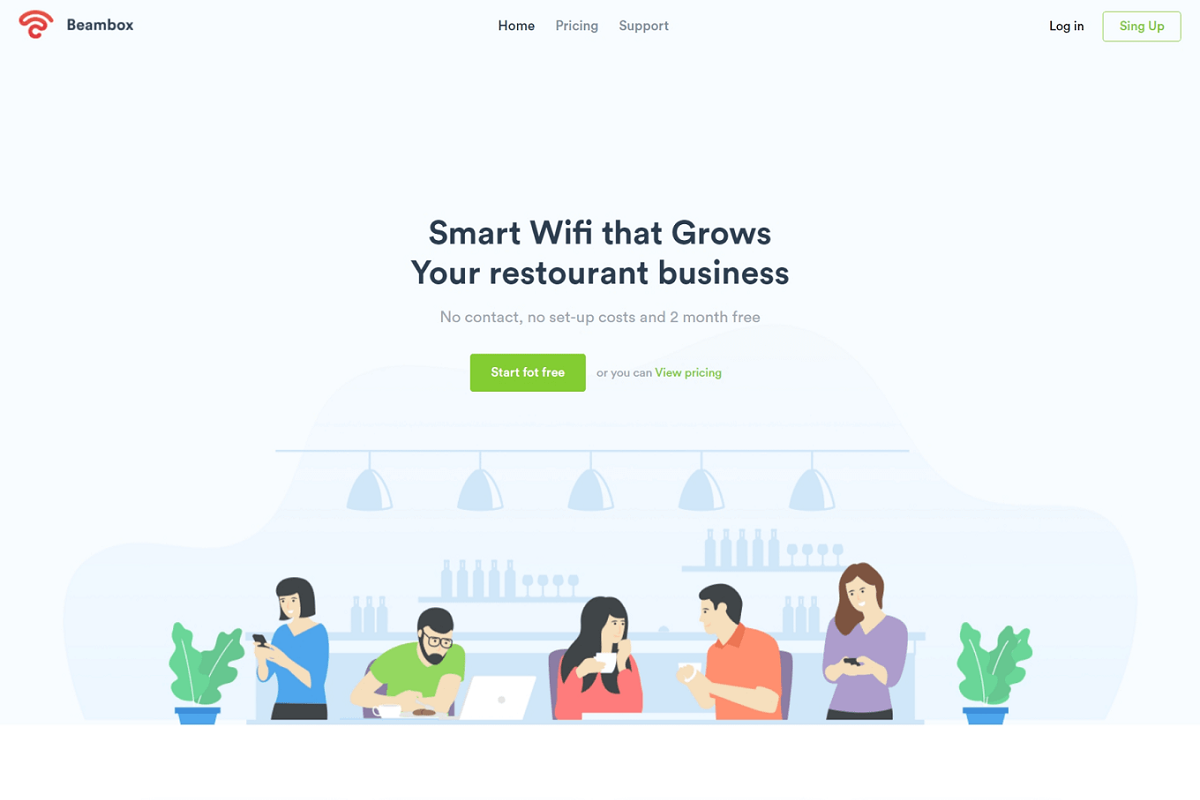 Beambox
Home Pricing Support
Log in
Sing Up
Smart Wifi that Grows
Your restourant business
No contact, no set-up costs and 2 month free
Start fot free
or you can View pricing